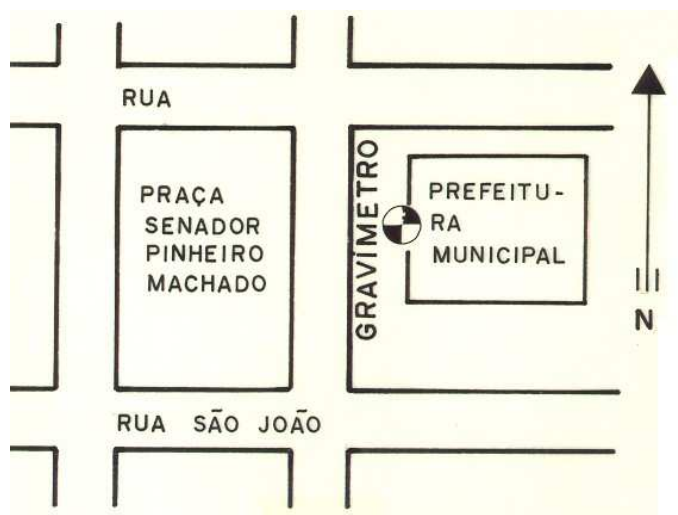 RUA
PRAÇA
SENADOR
PINHEIRO
MACHADO
GRAVÍMETRO
PREFEITU-
RA
MUNICIPAL
N
RUA SÃO JOÃO